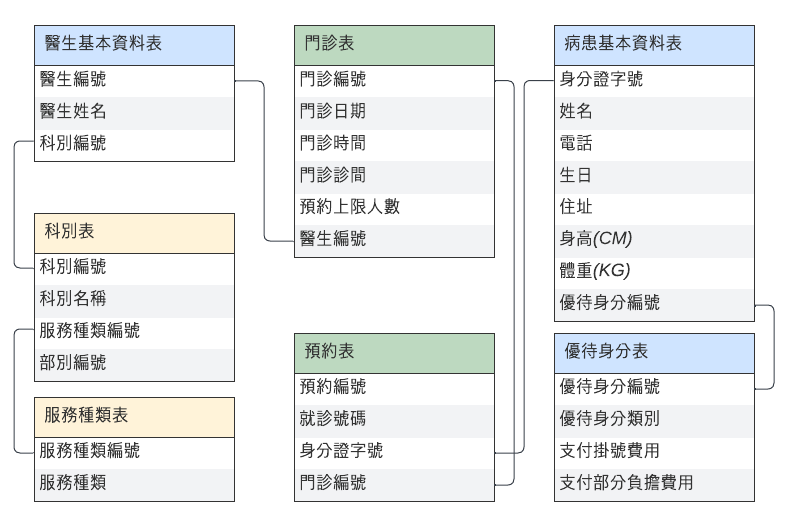 醫生基本資料表
醫生編號
醫生姓名
科別編號
科別表
科別編號
科別名稱
服務種類編號
部別編號
服務種類表
服務種類編號
服務種類
門診表
門診編號
門診日期
門診時間
門診診間
預約上限人數
醫生編號
預約表
預約編號
就診號碼
身分證字號
門診編號
病患基本資料表
身分證字號
姓名
電話
生日
住址
身高(CM)
體重(KG)
優待身分編號
優待身分表
優待身分編號
優待身分類別
支付掛號費用
支付部分負擔費用